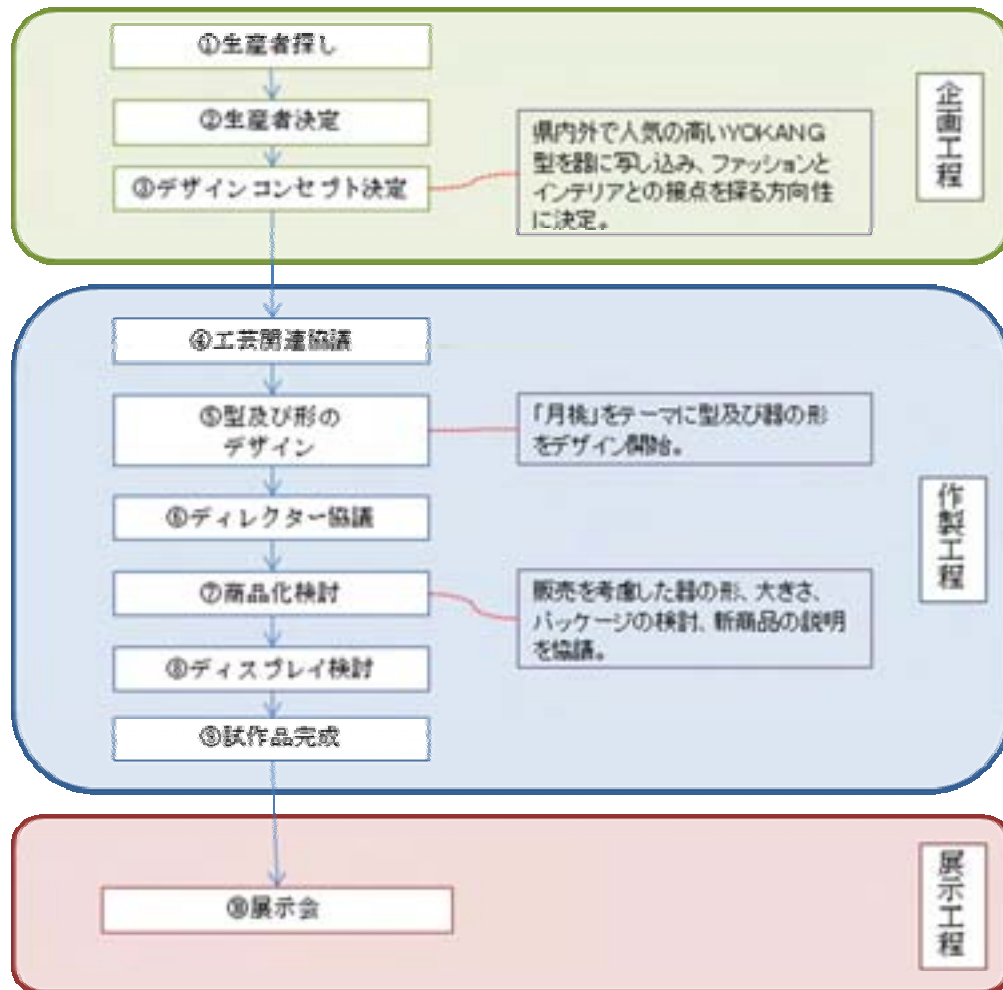 ①生産者探し
②生産者決定
③デザインコンセプト決定
県内外で人気の高いYOKANG
型を器に写し込み、ファッションと
インテリアとの接点を探る方向性
に決定。
企画工程
④工芸関連協議
⑤型及び形の
デザイン
「月桃」をテーマに型及び器の形
をデザイン開始。
⑥ディレクター協議
⑦商品化検討
販売を考慮した器の形、大きさ、
パッケージの検討、新商品の説明
を協議。
⑧ディスプレイ検討
⑨試作品完成
作製工程
⑩展示会
展示工程